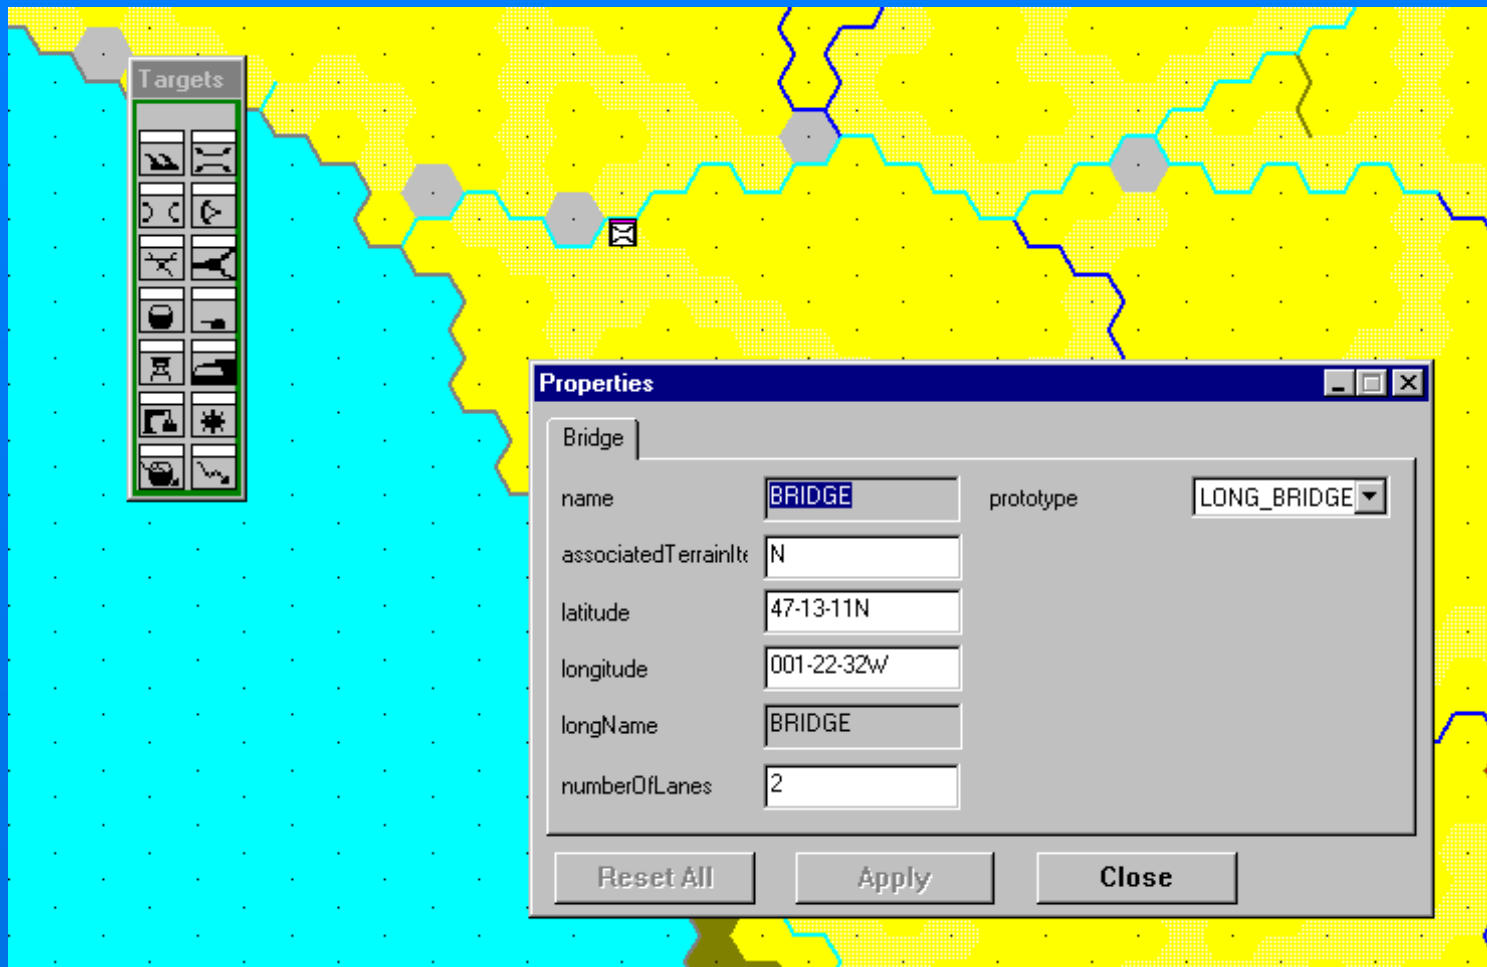 Targets
Properties
Bridge
name BRIDGE prototype LONG_BRIDGE
associatedTerrainIte N
latitude 47-13-11N
longitude 001-22-32W
longName BRIDGE
numberOfLanes 2
Reset All Apply Close